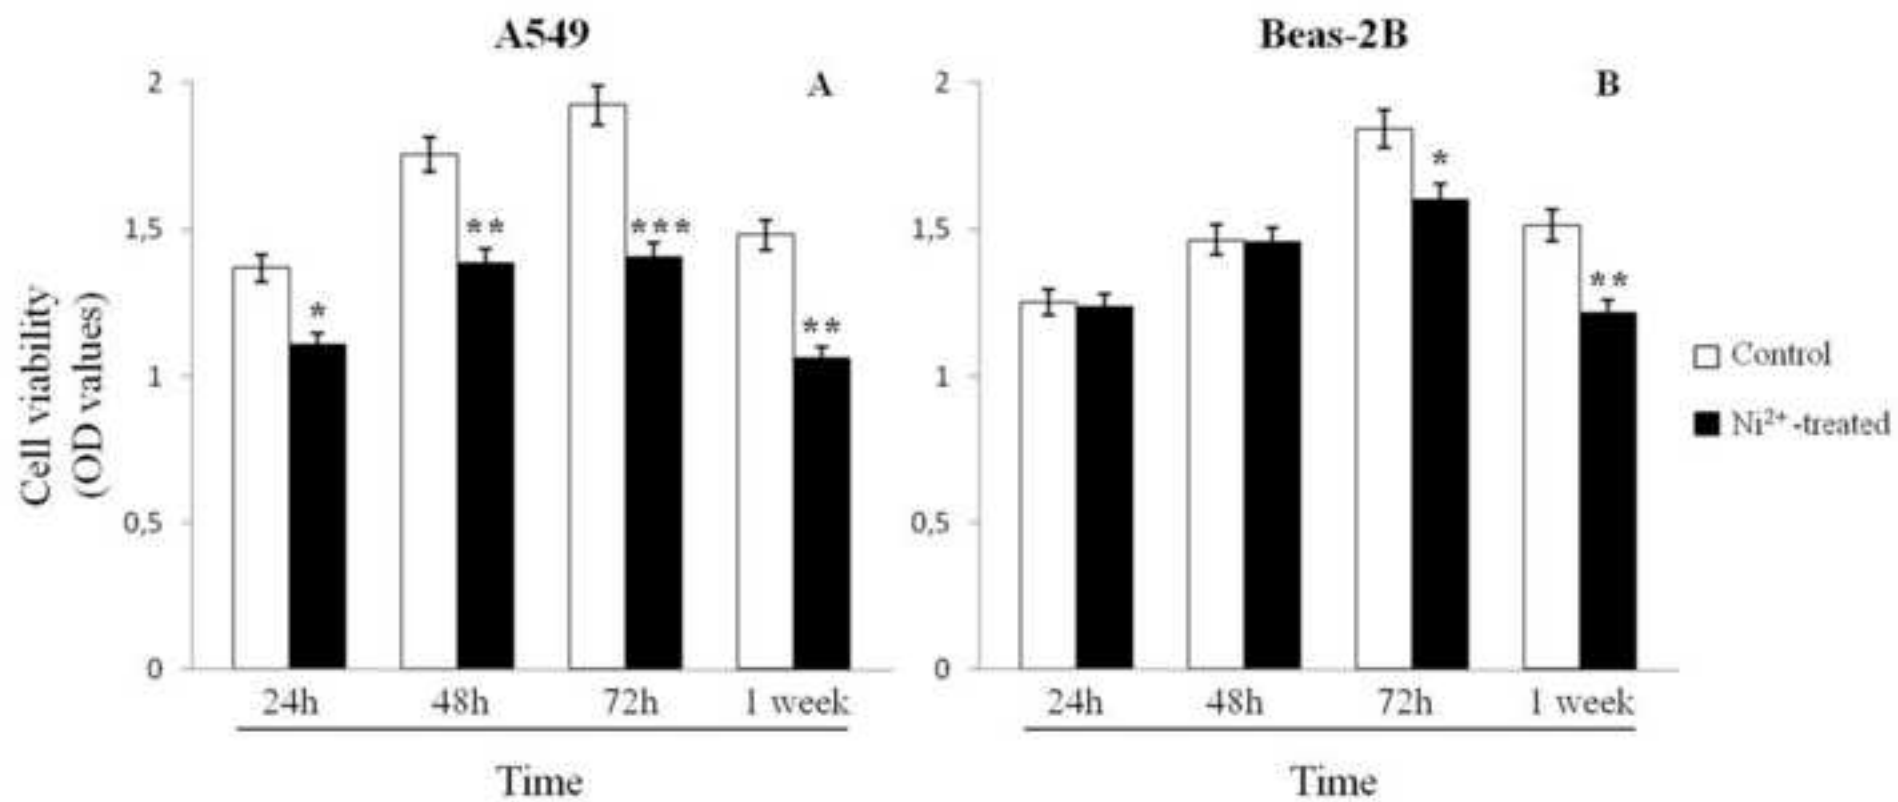 A549
A
Cell viability
(OD values)
2
1,5
1
0,5
0
*
**
***
**
24h 48h 72h 1 week
Time
Beas-2B
B
2
1,5
1
0,5
0
*
**
24h 48h 72h 1 week
Time
Control
Ni²⁺ -treated